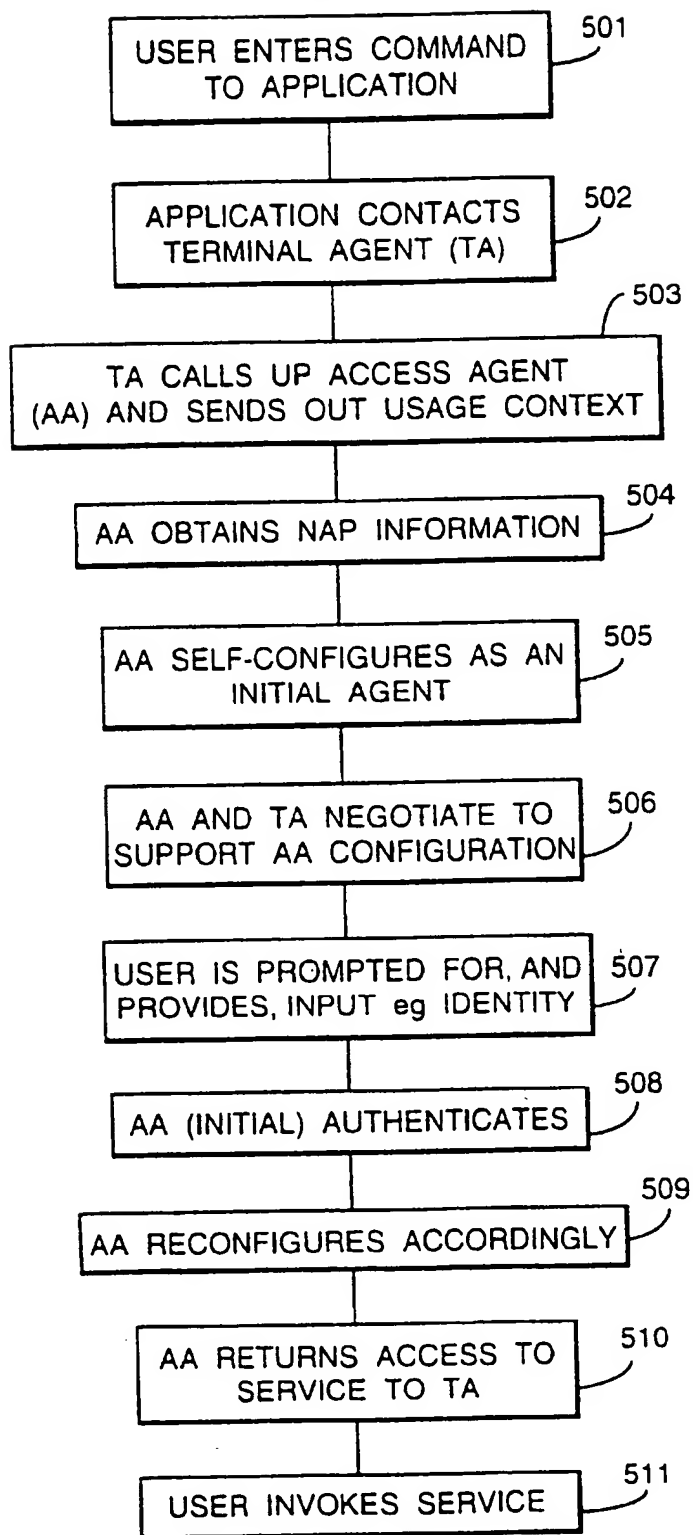 USER ENTERS COMMAND
TO APPLICATION
501
APPLICATION CONTACTS
TERMINAL AGENT (TA)
502
503
TA CALLS UP ACCESS AGENT
(AA) AND SENDS OUT USAGE CONTEXT
504
AA OBTAINS NAP INFORMATION
AA SELF-CONFIGURES AS AN
INITIAL AGENT
505
AA AND TA NEGOTIATE TO
SUPPORT AA CONFIGURATION
506
USER IS PROMPTED FOR, AND
PROVIDES, INPUT eg IDENTITY
507
508
AA (INITIAL) AUTHENTICATES
509
AA RECONFIGURES ACCORDINGLY
AA RETURNS ACCESS TO
SERVICE TO TA
510
USER INVOKES SERVICE
511